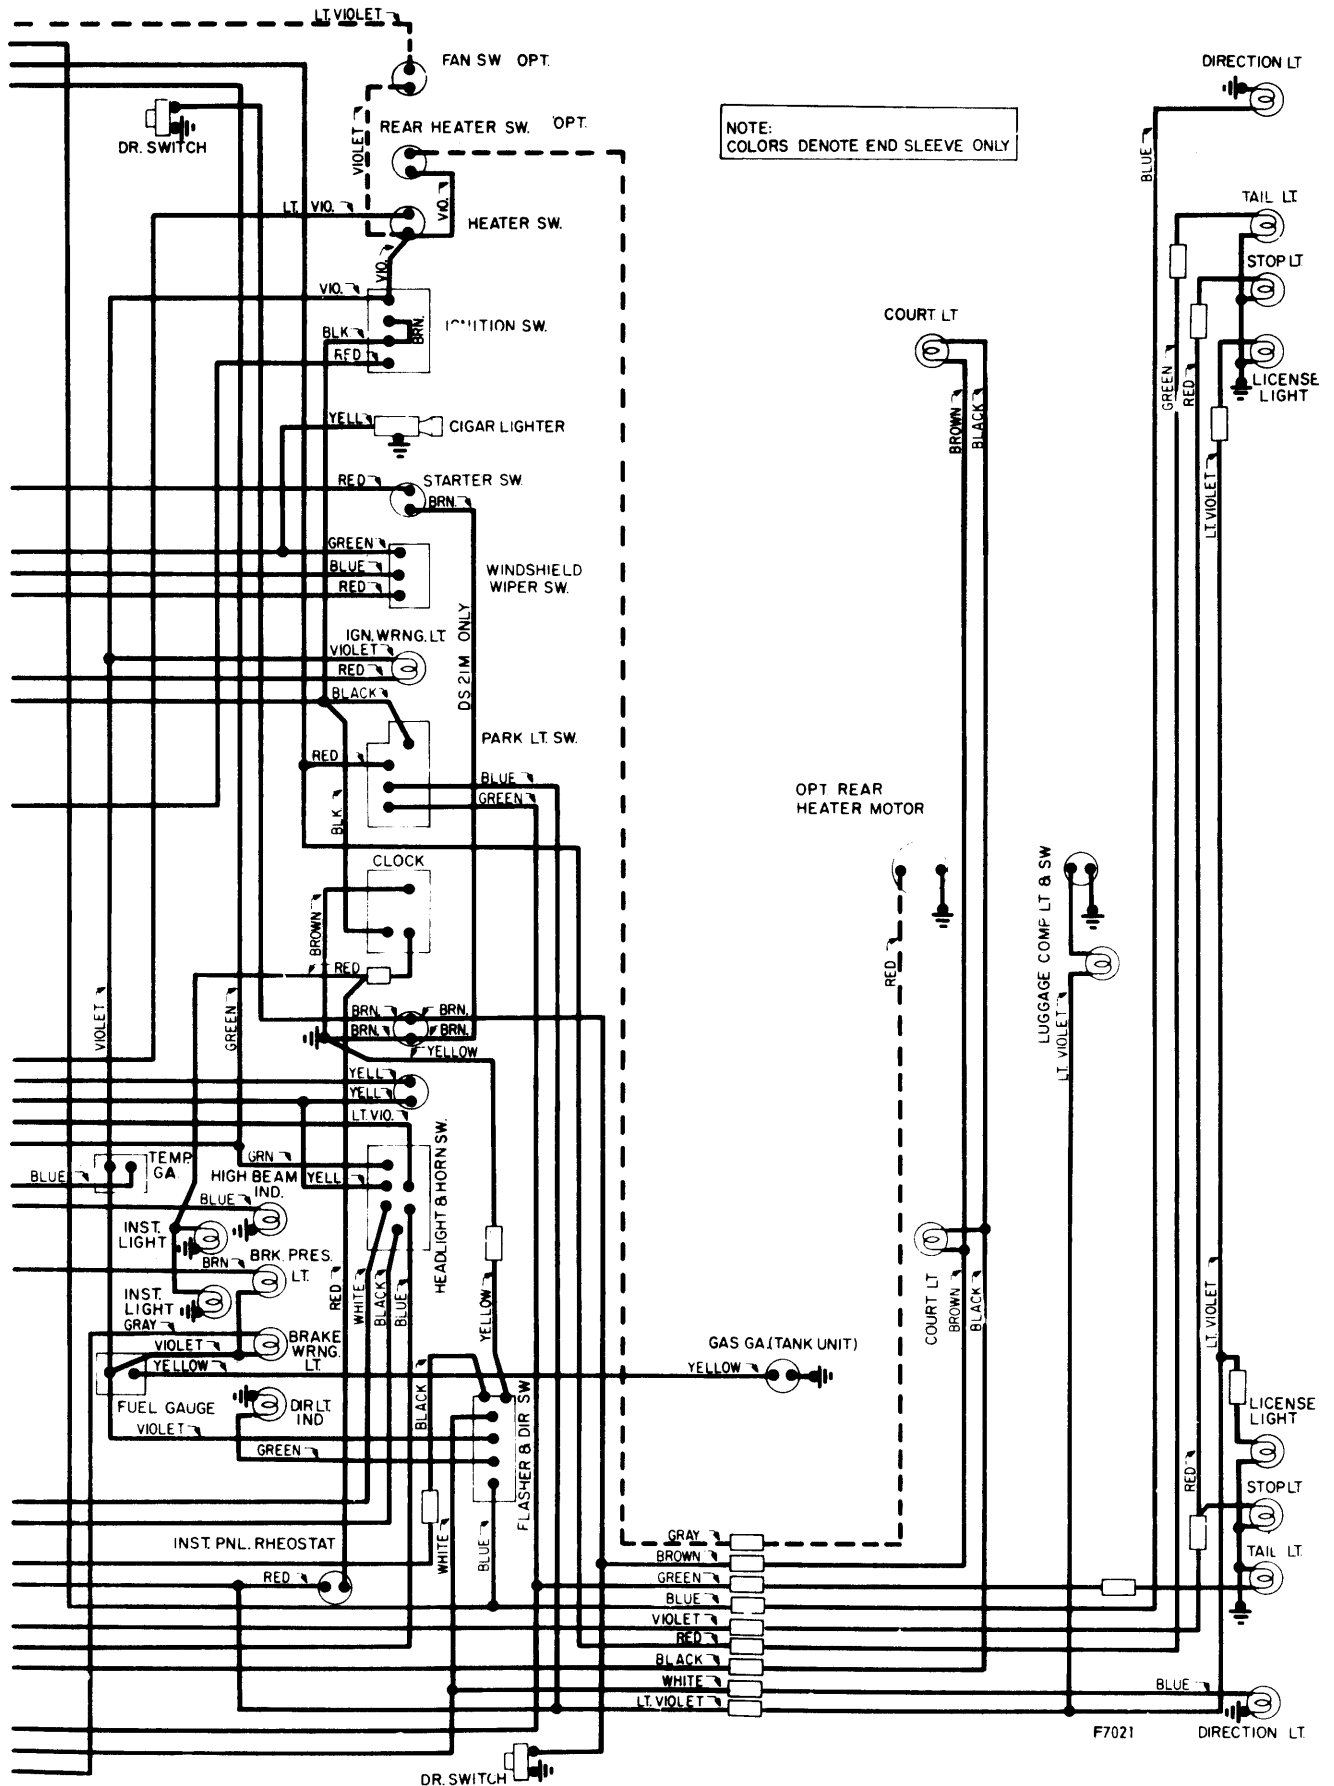 LT. VIOLET
FAN SW OPT.
DIRECTION LT
DR. SWITCH
VIOLET
REAR HEATER SW. OPT.
NOTE:
COLORS DENOTE END SLEEVE ONLY
BLUE
LT. VIO.
VIO.
HEATER SW.
TAIL LT.
STOP LT
VIO.
VIO.
IGNITION SW.
BRN.
BLK
RED
COURT. LT
LICENSE
LIGHT
GREEN
RED
BROWN
BLACK
YELL
CIGAR LIGHTER
RED
STARTER SW.
BRN.
LT. VIOLET
GREEN
BLUE
RED
WINDSHIELD
WIPER SW.
DS 21M ONLY
IGN. WRNG. LT.
VIOLET
RED
BLACK
PARK LT. SW.
RED
BLUE
GREEN
BLK
OPT REAR
HEATER MOTOR
CLOCK
BROWN
RED
RED
LUGGAGE COMP LT & SW
LT. VIOLET
VIOLET
GREEN
BRN.
BRN.
BRN.
BRN.
YELLOW
YELL
YELL
LT. VIO.
TEMP.
GA.
BLUE
GRN
HIGH BEAM
IND.
YELL
BLUE
HEADLIGHT & HORN SW.
INST.
LIGHT
BRK. PRES.
LT.
BRN
INST.
LIGHT
RED
WHITE
BLACK
BLUE
YELLOW
COURT LT
BROWN
BLACK
LT. VIOLET
GRAY
VIOLET
BRAKE
WRNG.
LT.
YELLOW
GAS GA.(TANK UNIT)
YELLOW
FUEL GAUGE
DIR LT.
IND
BLACK
VIOLET
GREEN
FLASHER & DIR SW
LICENSE
LIGHT
RED
STOP LT
TAIL LT.
INST. PNL. RHEOSTAT
RED
WHITE
BLUE
GRAY
BROWN
GREEN
BLUE
VIOLET
RED
BLACK
WHITE
LT. VIOLET
BLUE
F7021
DIRECTION LT.
DR. SWITCH